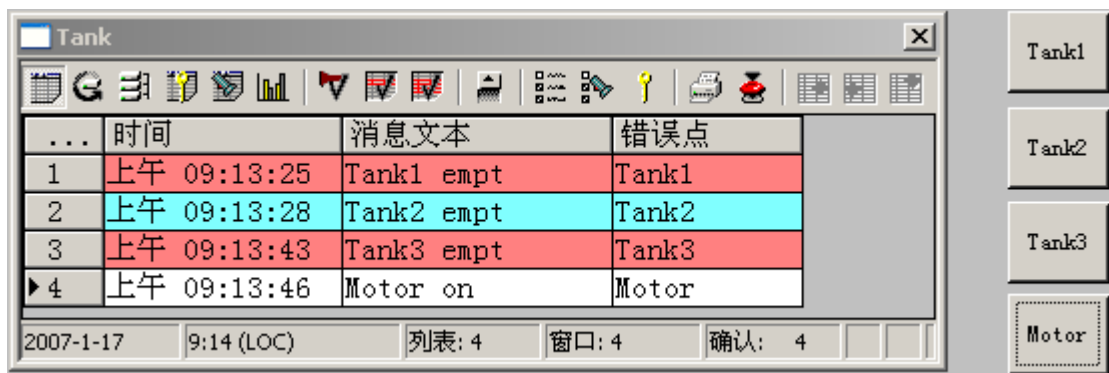 Tank
... 时间 消息文本 错误点
1 上午 09:13:25 Tank1 empt Tank1
2 上午 09:13:28 Tank2 empt Tank2
3 上午 09:13:43 Tank3 empt Tank3
4 上午 09:13:46 Motor on Motor
2007-1-17 9:14 (LOC) 列表: 4 窗口: 4 确认: 4
Tank1
Tank2
Tank3
Motor